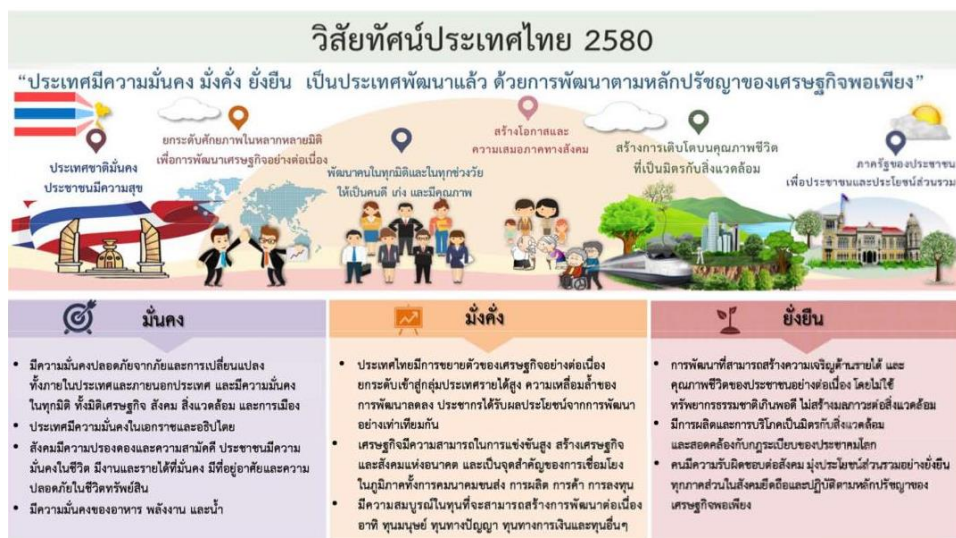 วิสัยทัศน์ประเทศไทย 2580
“ประเทศมีความมั่นคง มั่งคั่ง ยั่งยืน เป็นประเทศพัฒนาแล้ว ด้วยการพัฒนาตามหลักปรัชญาของเศรษฐกิจพอเพียง”
ประเทศชาติมั่นคง
ประชาชนมีความสุข
ยกระดับศักยภาพในหลากหลายมิติ
เพื่อการพัฒนาเศรษฐกิจอย่างต่อเนื่อง
พัฒนาคนในทุกมิติและในทุกช่วงวัย
ให้เป็นคนดี เก่ง และมีคุณภาพ
สร้างโอกาสและ
ความเสมอภาคทางสังคม
สร้างการเติบโตบนคุณภาพชีวิต
ที่เป็นมิตรกับสิ่งแวดล้อม
ภาครัฐของประชาชน
เพื่อประชาชนและประโยชน์ส่วนรวม
มั่นคง
• มีความมั่นคงปลอดภัยจากภัยและการเปลี่ยนแปลง
ทั้งภายในประเทศและภายนอกประเทศ และมีความมั่นคง
ในทุกมิติ ทั้งมิติเศรษฐกิจ สังคม สิ่งแวดล้อม และการเมือง
• ประเทศมีความมั่นคงในเอกราชและอธิปไตย
• สังคมมีความปรองดองและความสามัคคี ประชาชนมีความ
มั่นคงในชีวิต มีงานและรายได้ที่มั่นคง มีที่อยู่อาศัยและความ
ปลอดภัยในชีวิตทรัพย์สิน
• มีความมั่นคงของอาหาร พลังงาน และน้ำ
มั่งคั่ง
• ประเทศไทยมีการขยายตัวของเศรษฐกิจอย่างต่อเนื่อง
ยกระดับเข้าสู่กลุ่มประเทศรายได้สูง ความเหลื่อมล้ำของ
การพัฒนาลดลง ประชากรได้รับผลประโยชน์จากการพัฒนา
อย่างเท่าเทียมกัน
• เศรษฐกิจมีความสามารถในการแข่งขันสูง สร้างเศรษฐกิจ
และสังคมแห่งอนาคต และเป็นจุดสำคัญของการเชื่อมโยง
ในภูมิภาคทั้งการคมนาคมขนส่ง การผลิต การค้า การลงทุน
• มีความสมบูรณ์ในทุนที่จะสามารถสร้างการพัฒนาต่อเนื่อง
อาทิ ทุนมนุษย์ ทุนทางปัญญา ทุนทางการเงินและทุนอื่นๆ
ยั่งยืน
• การพัฒนาที่สามารถสร้างความเจริญด้านรายได้ และ
คุณภาพชีวิตของประชาชนอย่างต่อเนื่อง โดยไม่ใช้
ทรัพยากรธรรมชาติเกินพอดี ไม่สร้างมลภาวะต่อสิ่งแวดล้อม
• มีการผลิตและการบริโภคเป็นมิตรกับสิ่งแวดล้อม
และสอดคล้องกับกฎระเบียบของประชาคมโลก
• คนมีความรับผิดชอบต่อสังคม มุ่งประโยชน์ส่วนรวมอย่างยั่งยืน
ทุกภาคส่วนในสังคมยึดถือและปฏิบัติตามหลักปรัชญาของ
เศรษฐกิจพอเพียง